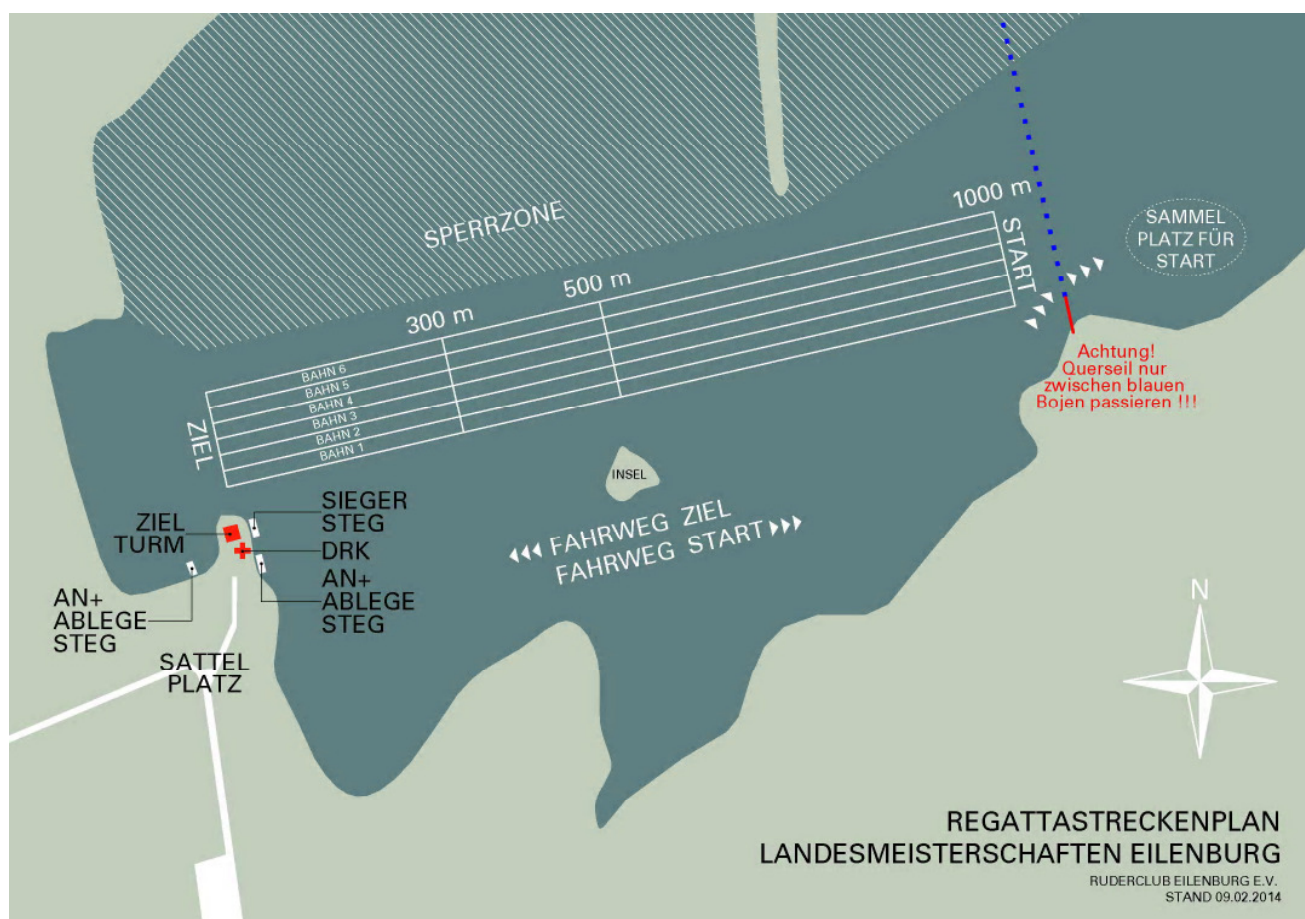 SPERRZONE
1000 m
START
500 m
300 m
SAMMEL
PLATZ FÜR
START
BAHN 6
BAHN 5
BAHN 4
BAHN 3
BAHN 2
BAHN 1
ZIEL
Achtung!
Querseil nur
zwischen blauen
Bojen passieren !!!
INSEL
FAHRWEG ZIEL
FAHRWEG START
ZIEL
TURM
SIEGER
STEG
DRK
AN+
ABLEGE
STEG
AN+
ABLEGE
STEG
SATTEL
PLATZ
N
REGATTASTRECKENPLAN
LANDESMEISTERSCHAFTEN EILENBURG
RUDERCLUB EILENBURG E.V.
STAND 09.02.2014